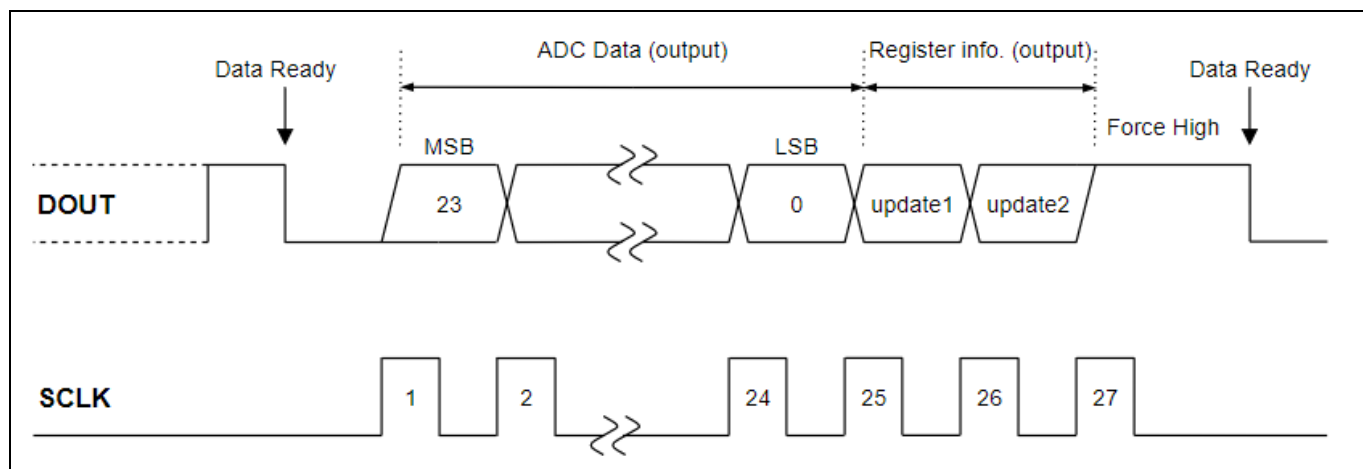 ADC Data (output)
Register info. (output)
Data Ready
Data Ready
Force High
MSB
LSB
DOUT
23
0
update1
update2
SCLK
1
2
24
25
26
27